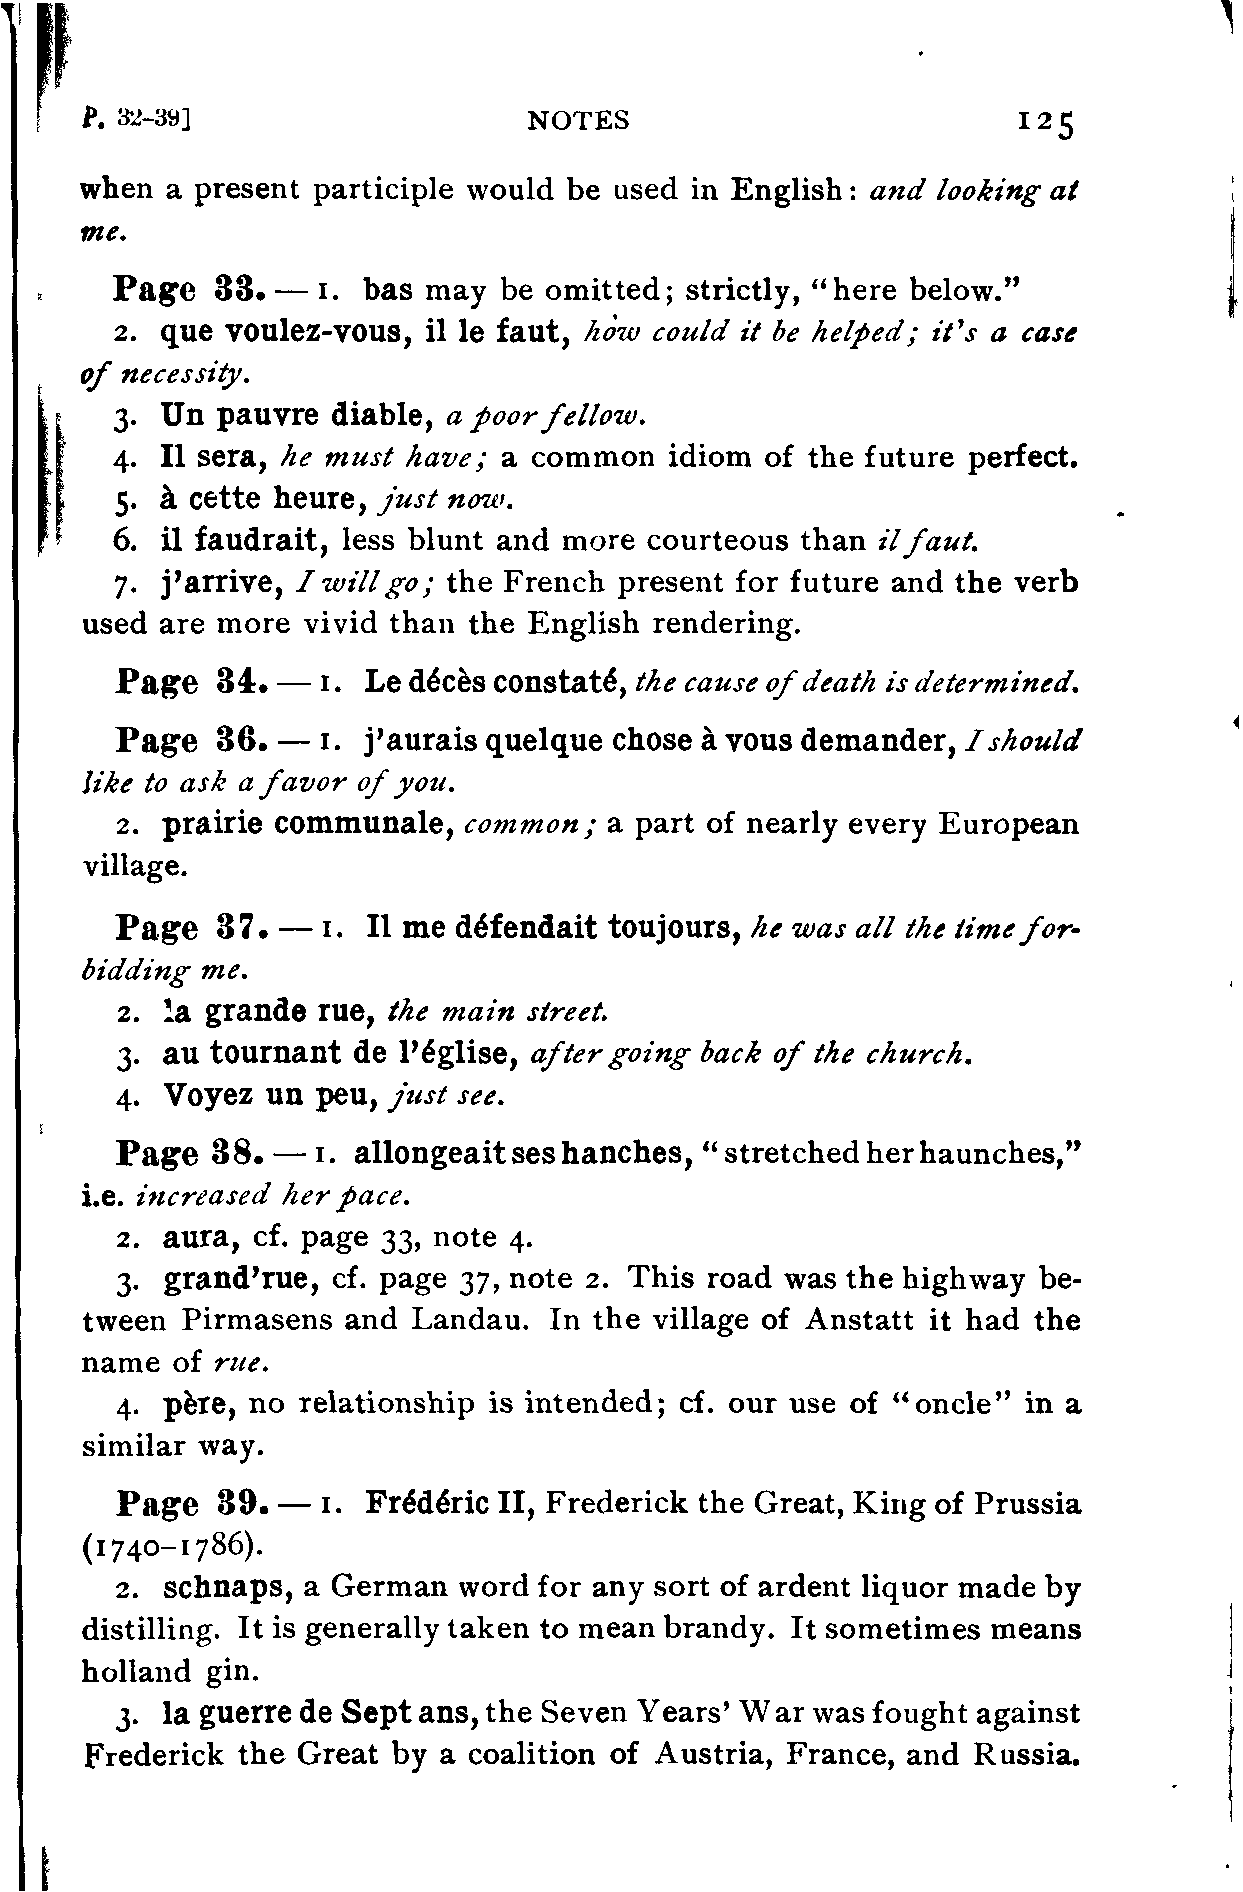 P. 32–39] NOTES 125
when a present participle would be used in English: and looking at
me.
Page 33. — 1. bas may be omitted; strictly, "here below."
2. que voulez-vous, il le faut, how could it be helped; it's a case
of necessity.
3. Un pauvre diable, a poor fellow.
4. Il sera, he must have; a common idiom of the future perfect.
5. à cette heure, just now.
6. il faudrait, less blunt and more courteous than il faut.
7. j'arrive, I will go; the French present for future and the verb
used are more vivid than the English rendering.
Page 34. — 1. Le décès constaté, the cause of death is determined.
Page 36. — 1. j'aurais quelque chose à vous demander, I should
like to ask a favor of you.
2. prairie communale, common; a part of nearly every European
village.
Page 37. — 1. Il me défendait toujours, he was all the time for-
bidding me.
2. la grande rue, the main street.
3. au tournant de l'église, after going back of the church.
4. Voyez un peu, just see.
Page 38. — 1. allongeait ses hanches, "stretched her haunches,"
i.e. increased her pace.
2. aura, cf. page 33, note 4.
3. grand'rue, cf. page 37, note 2. This road was the highway be-
tween Pirmasens and Landau. In the village of Anstatt it had the
name of rue.
4. père, no relationship is intended; cf. our use of "oncle" in a
similar way.
Page 39. — 1. Frédéric II, Frederick the Great, King of Prussia
(1740–1786).
2. schnaps, a German word for any sort of ardent liquor made by
distilling. It is generally taken to mean brandy. It sometimes means
holland gin.
3. la guerre de Sept ans, the Seven Years' War was fought against
Frederick the Great by a coalition of Austria, France, and Russia.